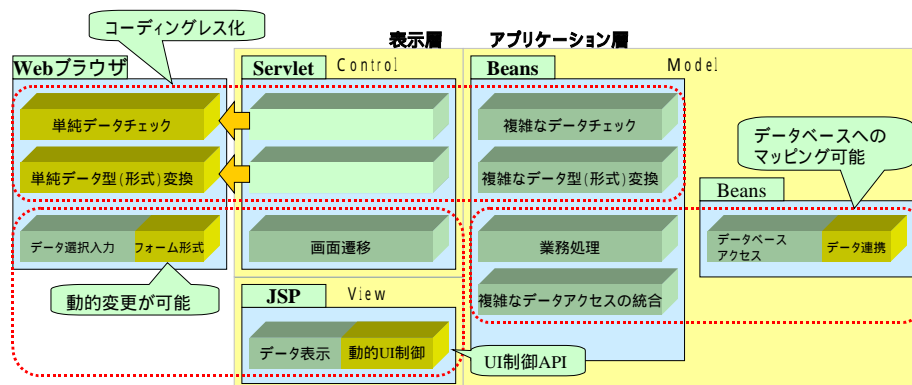 コーディングレス化
表示層
アプリケーション層
Webブラウザ
Servlet
Control
Beans
Model
単純データチェック
複雑なデータチェック
データベースへの
マッピング可能
単純データ型(形式)変換
複雑なデータ型(形式)変換
Beans
データ選択入力
フォーム形式
画面遷移
業務処理
データベース
アクセス
データ連携
動的変更が可能
JSP
View
複雑なデータアクセスの統合
データ表示
動的UI制御
UI制御API